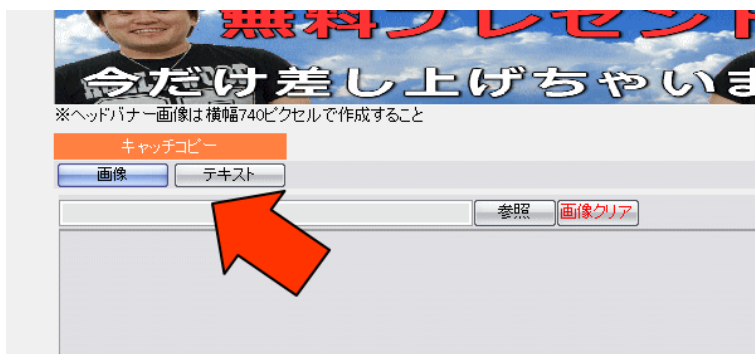 無料プレゼント
今だけ差し上げちゃいま
※ヘッドバナー画像は横幅740ピクセルで作成すること
キャッチコピー
画像 テキスト
参照 画像クリア